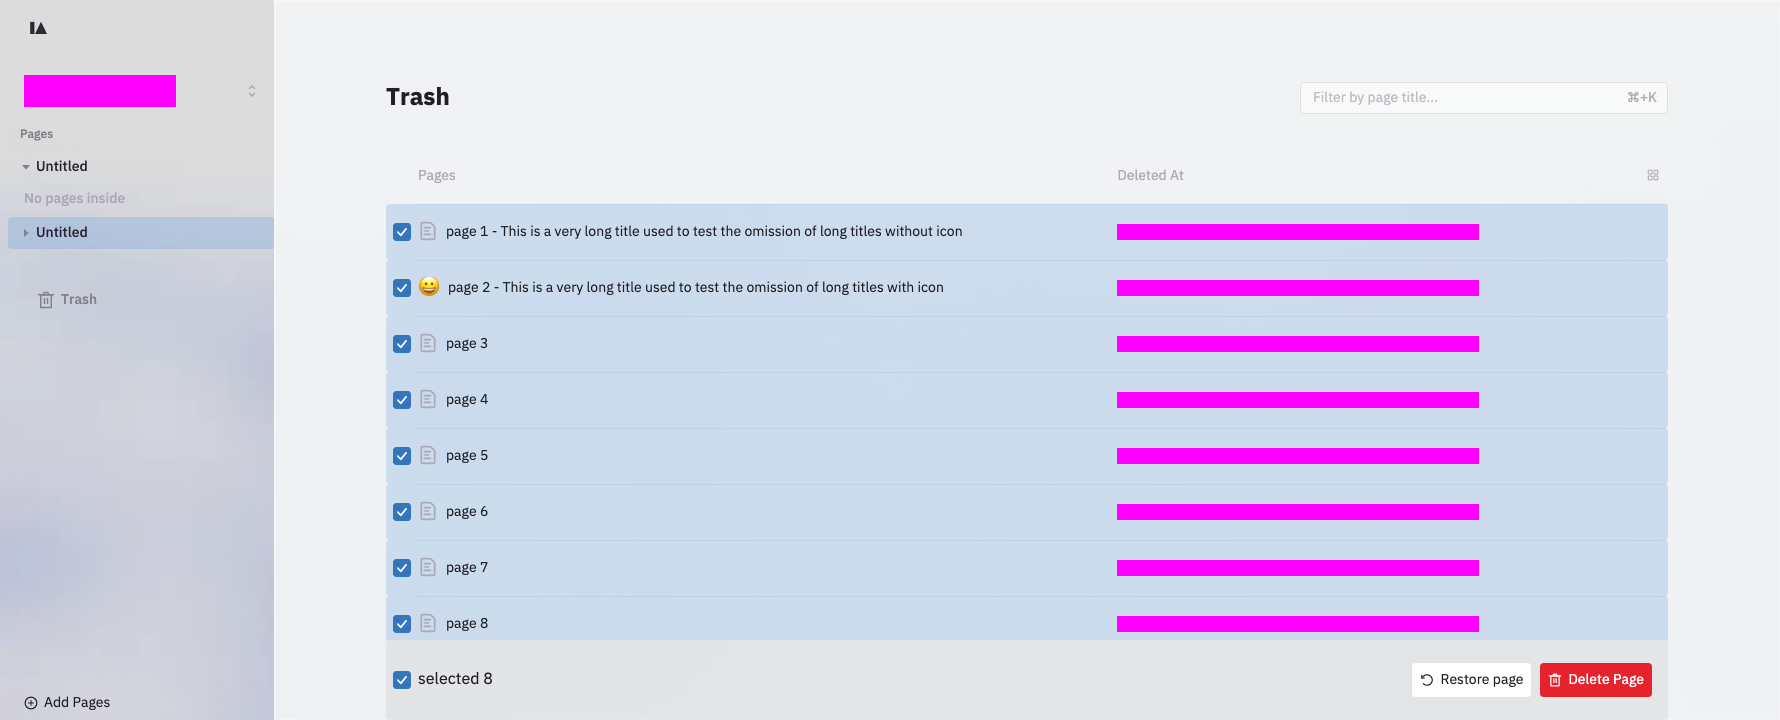 Pages
Untitled
No pages inside
Untitled
Trash
Add Pages
Trash
Filter by page title... ⌘+K
Pages Deleted At
page 1 - This is a very long title used to test the omission of long titles without icon
page 2 - This is a very long title used to test the omission of long titles with icon
page 3
page 4
page 5
page 6
page 7
page 8
selected 8 Restore page Delete Page